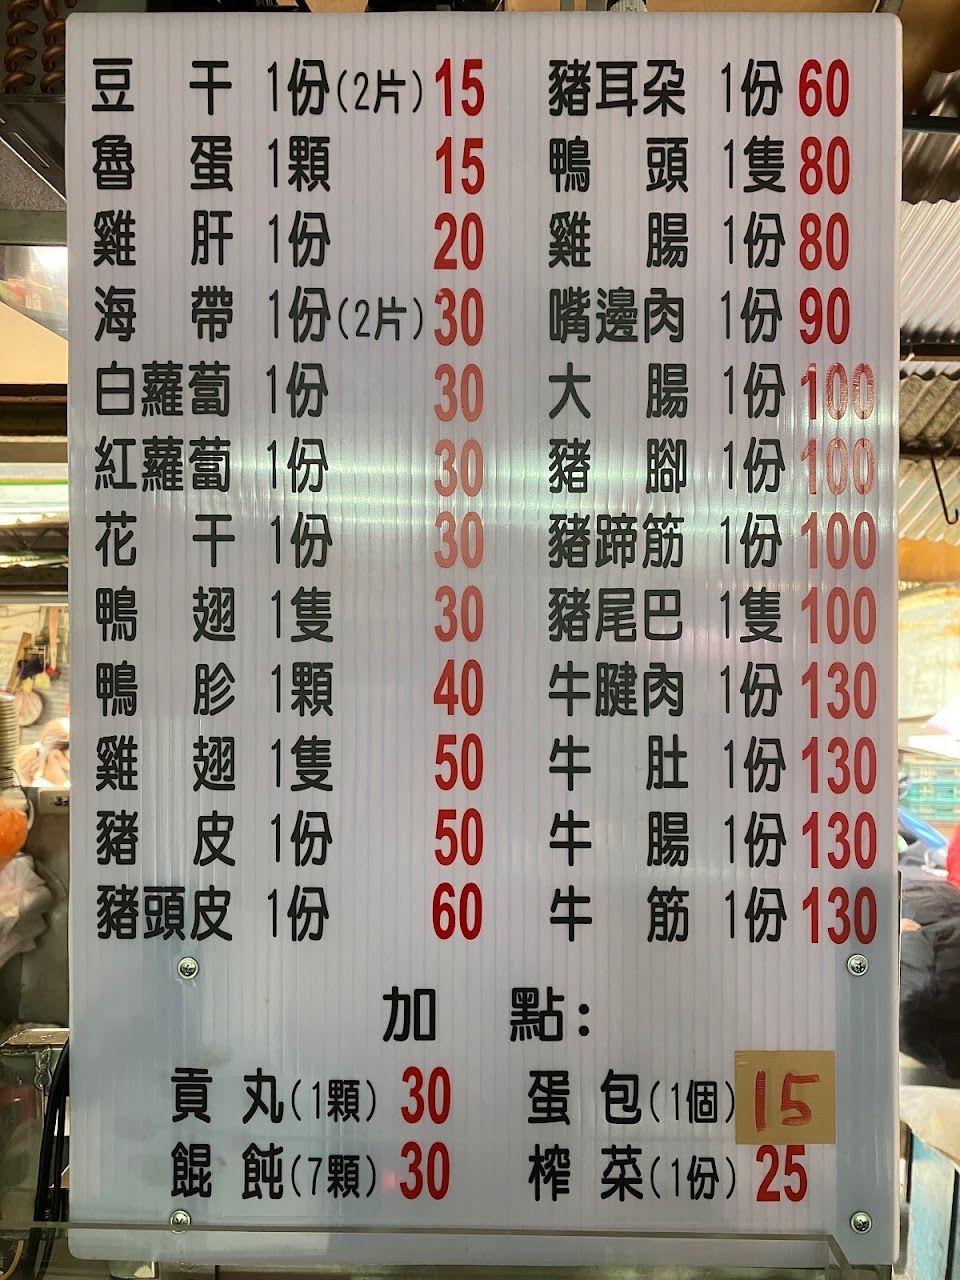 豆干 1份(2片) 15
魯蛋 1顆 15
雞肝 1份 20
海帶 1份(2片) 30
白蘿蔔 1份 30
紅蘿蔔 1份 30
花干 1份 30
鴨翅 1隻 30
鴨胗 1顆 40
雞翅 1隻 50
豬皮 1份 50
豬頭皮 1份 60
豬耳朵 1份 60
鴨頭 1隻 80
雞腸 1份 80
嘴邊肉 1份 90
大腸 1份 100
豬腳 1份 100
豬蹄筋 1份 100
豬尾巴 1隻 100
牛腱肉 1份 130
牛肚 1份 130
牛腸 1份 130
牛筋 1份 130
加點:
貢丸(1顆) 30
餛飩(7顆) 30
蛋包(1個) 15
榨菜(1份) 25